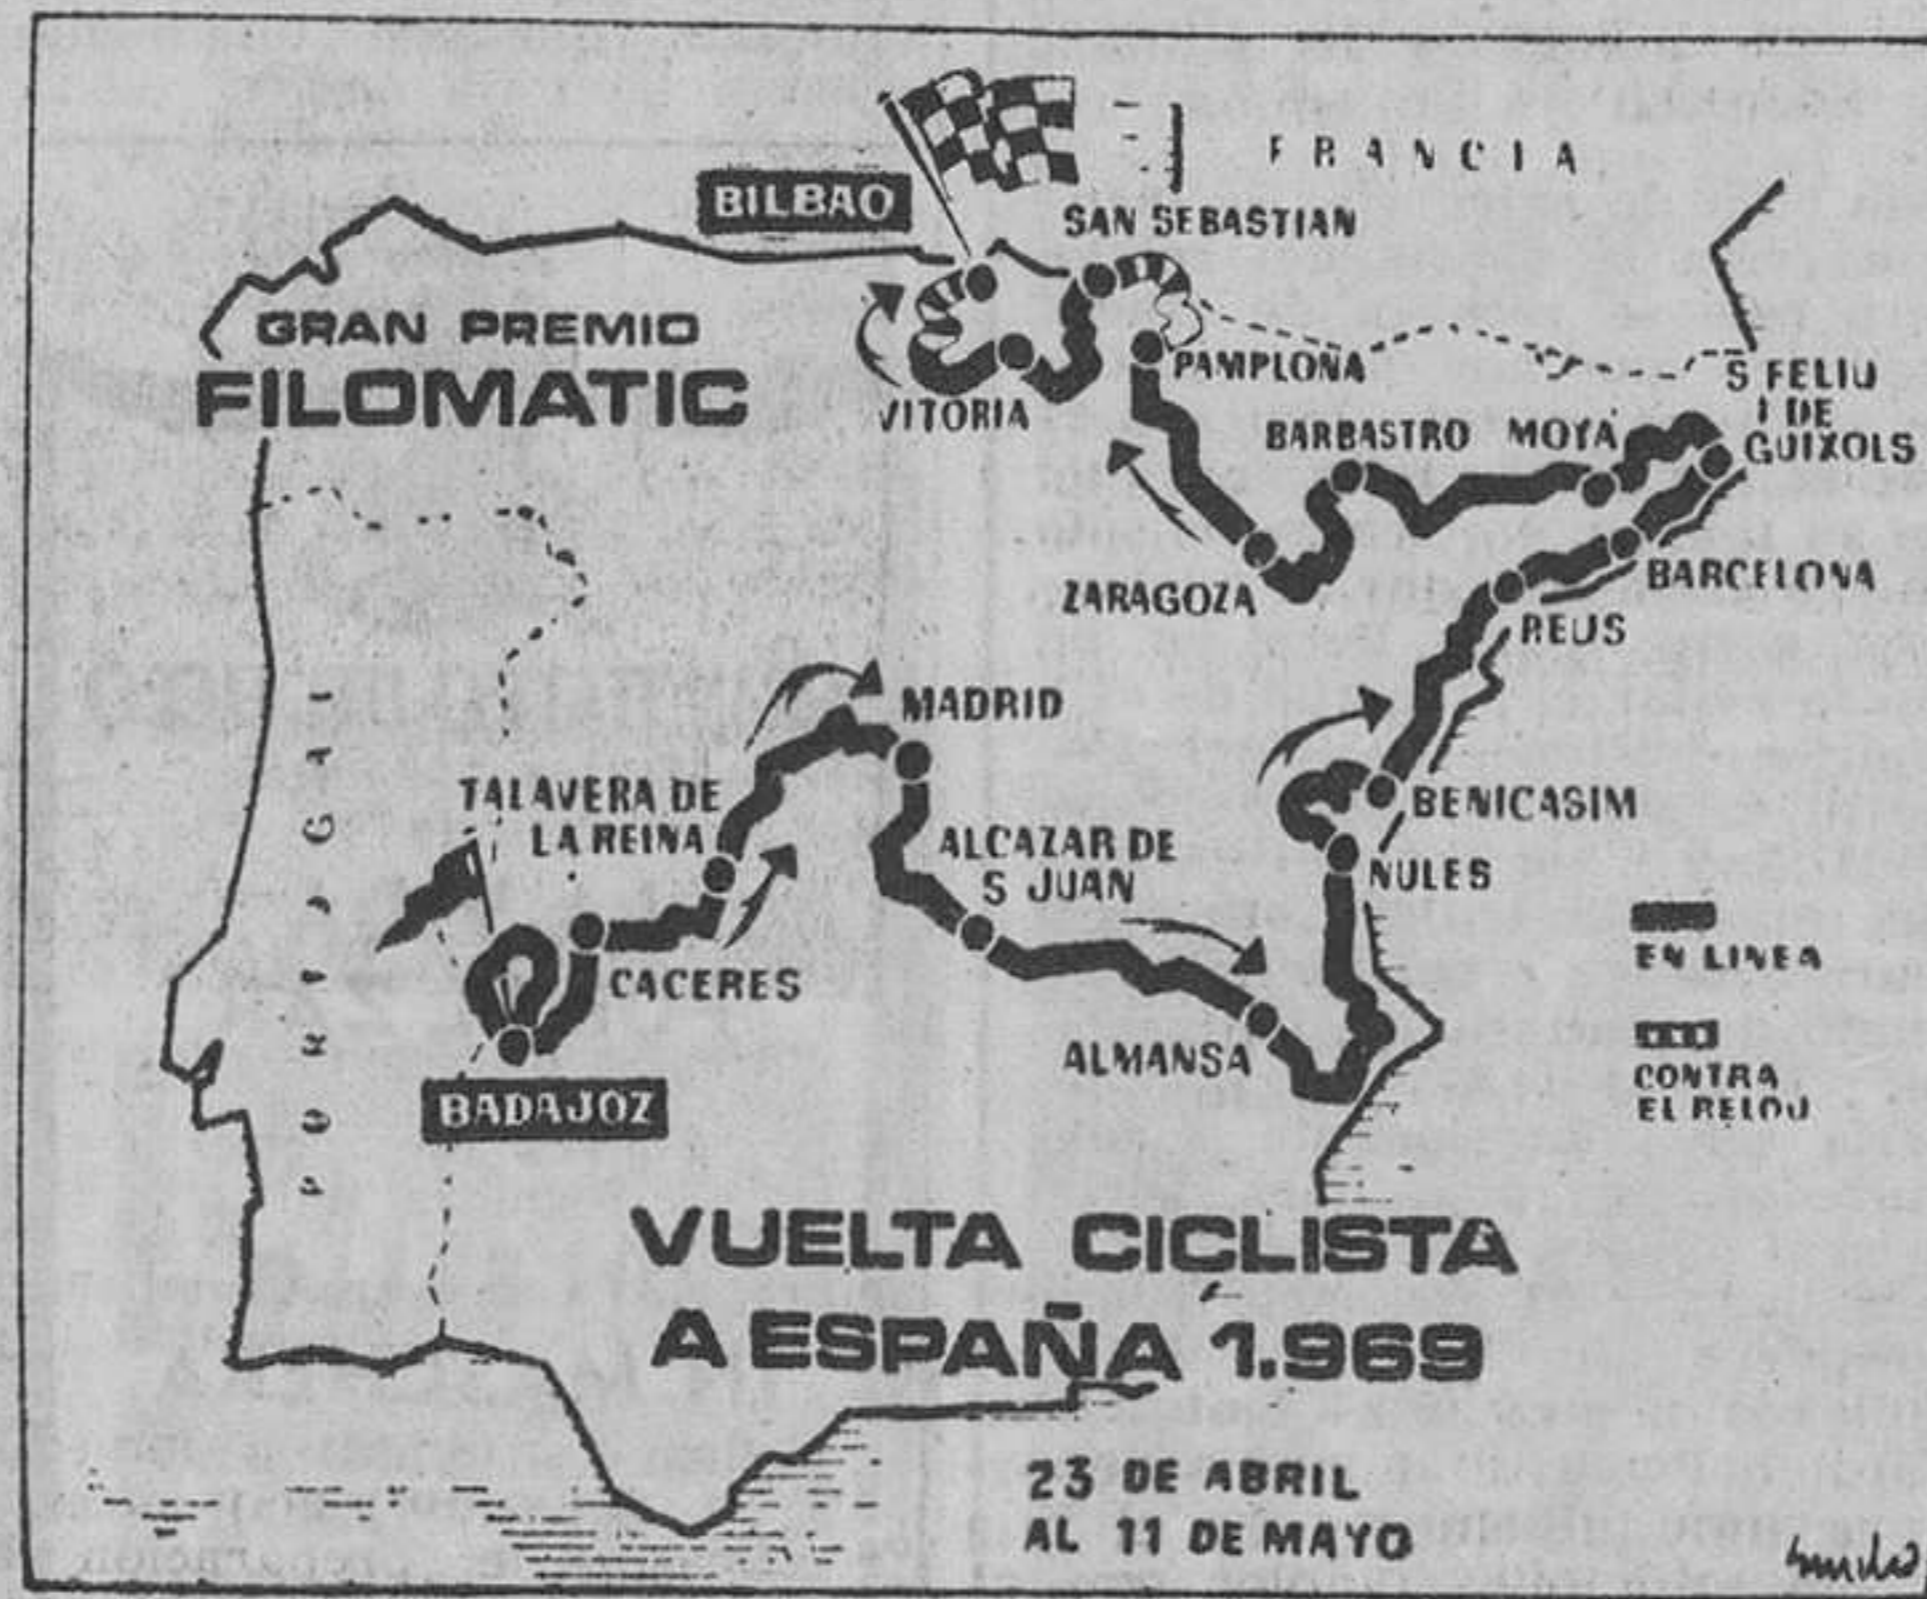 FRANCIA
BILBAO
SAN SEBASTIAN
GRAN PREMIO
FILOMATIC
PAMPLONA
VITORIA
S FELIU
DE
GUIXOLS
BARBASTRO MOYA
ZARAGOZA
BARCELONA
REUS
MADRID
TALAVERA DE
LA REINA
BENICASIM
ALCAZAR DE
S JUAN
NULES
PORTUGAL
CACERES
EN LINEA
ALMANSA
CONTRA
EL RELOJ
BADAJOZ
VUELTA CICLISTA
A ESPAÑA 1.969
23 DE ABRIL
AL 11 DE MAYO